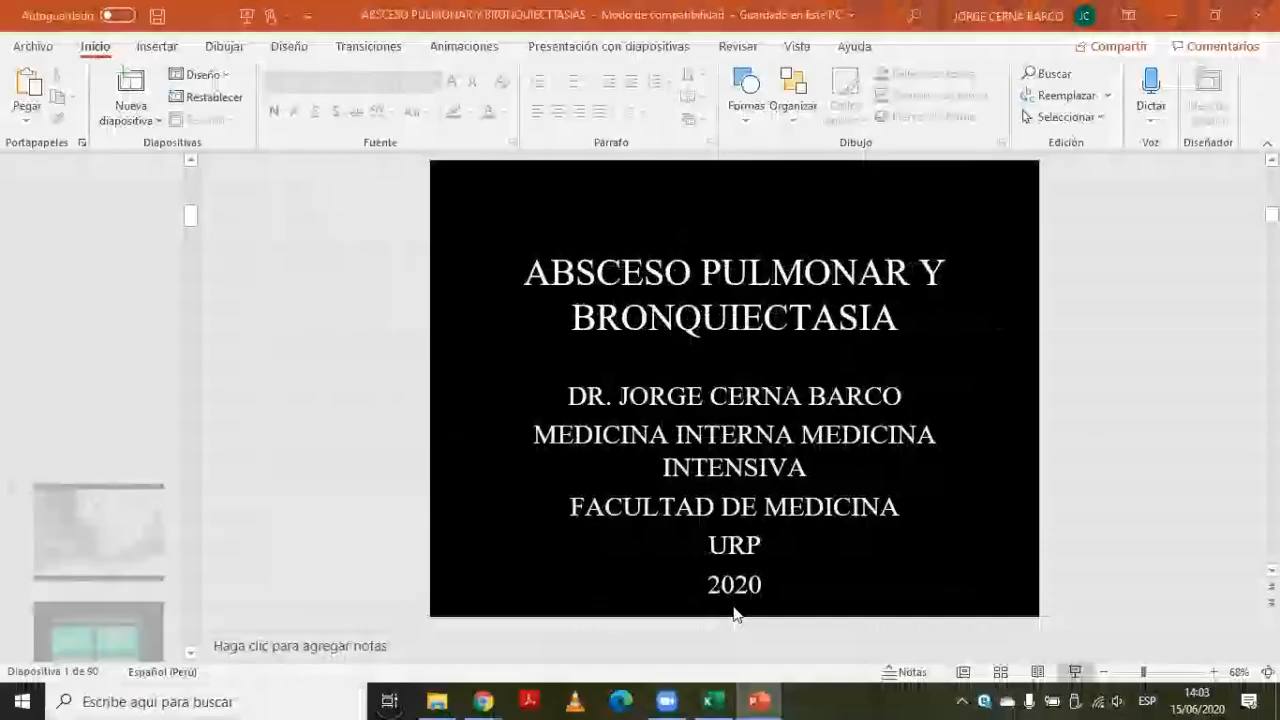 Autoguardado
ABSCESO PULMONAR Y BRONQUIECTASIAS - Modo de compatibilidad - Guardado en Este PC
JORGE CERNA BARCO
JC
Archivo Inicio Insertar Dibujar Diseño Transiciones Animaciones Presentación con diapositivas Revisar Vista Ayuda
Compartir Comentarios
Pegar
Nueva diapositiva
Diseño
Restablecer
Formas Organizar
Buscar
Reemplazar
Seleccionar
Dictar
Portapapeles Diapositivas Fuente Párrafo Dibujo Edición Voz Diseñador
ABSCESO PULMONAR Y
BRONQUIECTASIA
DR. JORGE CERNA BARCO
MEDICINA INTERNA MEDICINA
INTENSIVA
FACULTAD DE MEDICINA
URP
2020
Haga clic para agregar notas
Diapositiva 1 de 90 Español (Perú) Notas 68%
Escribe aquí para buscar
ESP
14:03
15/06/2020